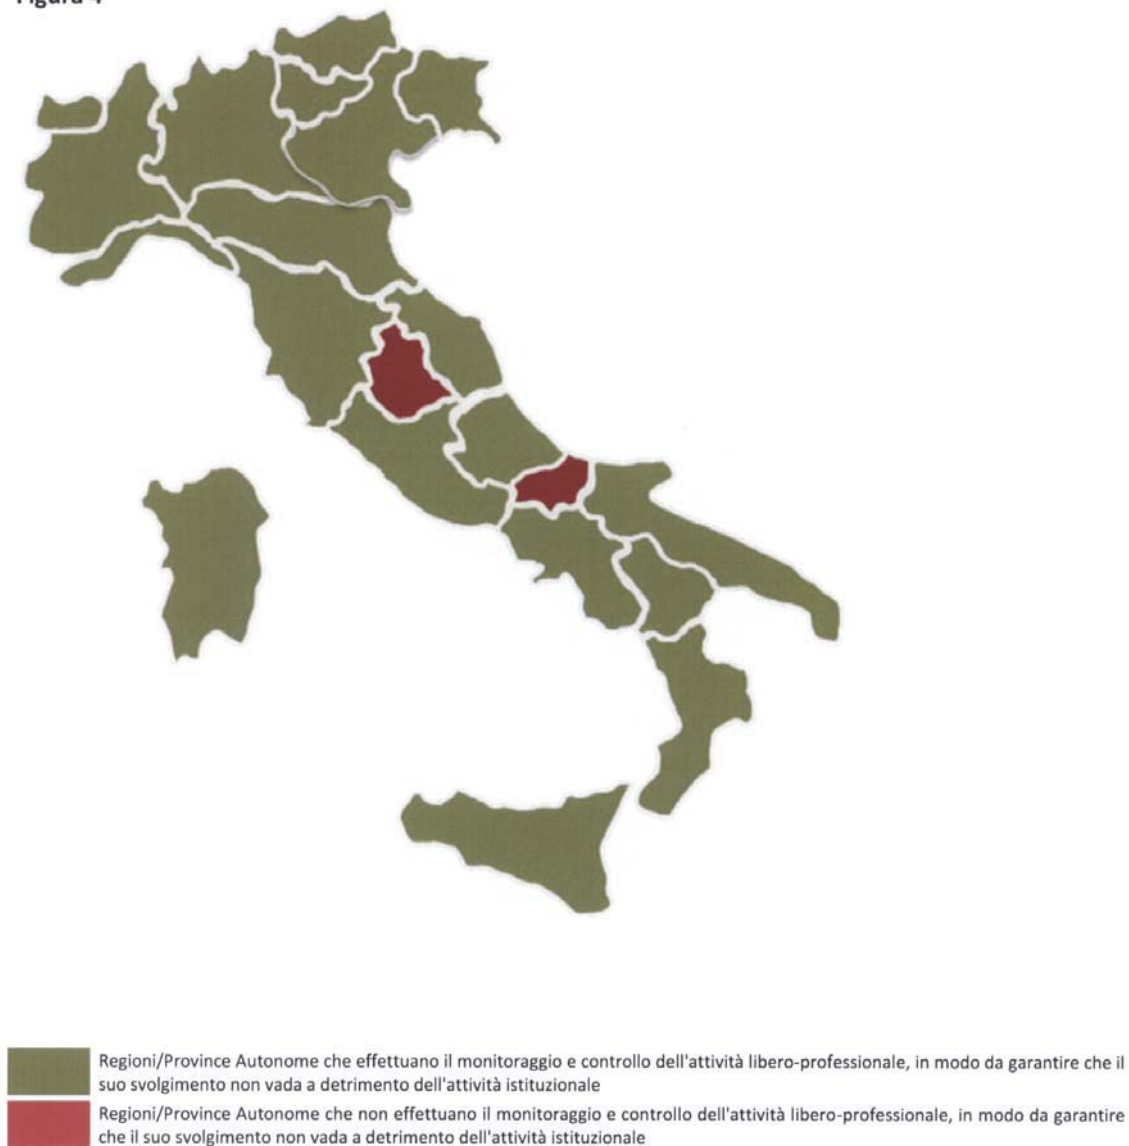 Figura 4
Regioni/Province Autonome che effettuano il monitoraggio e controllo dell'attività libero-professionale, in modo da garantire che il
suo svolgimento non vada a detrimento dell'attività istituzionale
Regioni/Province Autonome che non effettuano il monitoraggio e controllo dell'attività libero-professionale, in modo da garantire
che il suo svolgimento non vada a detrimento dell'attività istituzionale